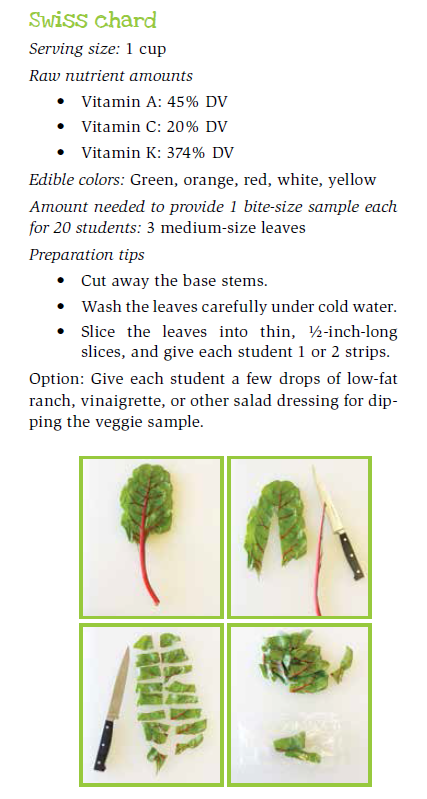 Swiss chard
Serving size: 1 cup
Raw nutrient amounts
• Vitamin A: 45% DV
• Vitamin C: 20% DV
• Vitamin K: 374% DV
Edible colors: Green, orange, red, white, yellow
Amount needed to provide 1 bite-size sample each
for 20 students: 3 medium-size leaves
Preparation tips
• Cut away the base stems.
• Wash the leaves carefully under cold water.
• Slice the leaves into thin, ½-inch-long
slices, and give each student 1 or 2 strips.
Option: Give each student a few drops of low-fat
ranch, vinaigrette, or other salad dressing for dip-
ping the veggie sample.